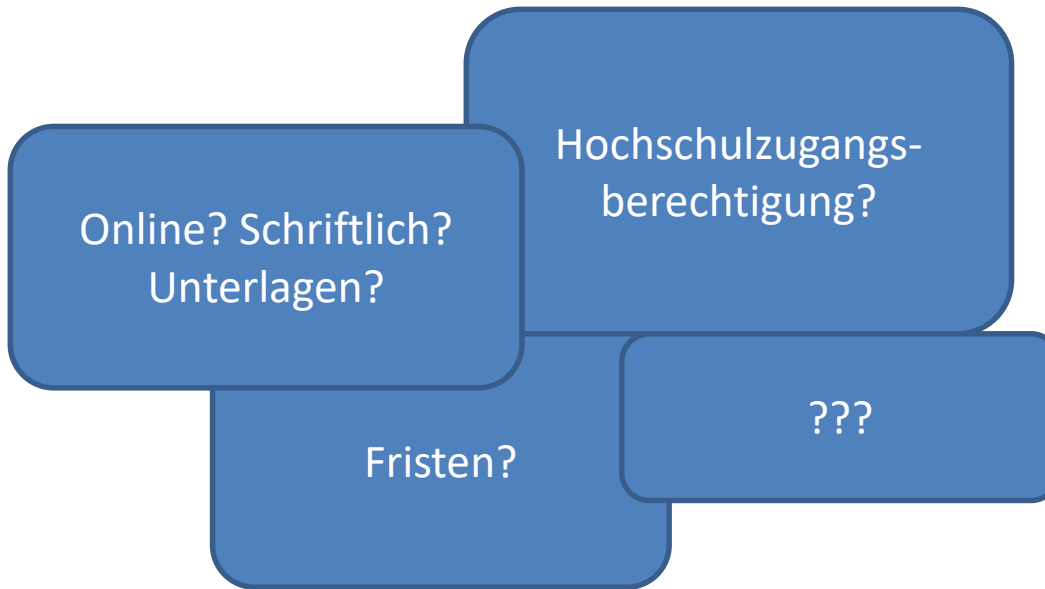 Hochschulzugangs-
berechtigung?
Online? Schriftlich?
Unterlagen?
???
Fristen?